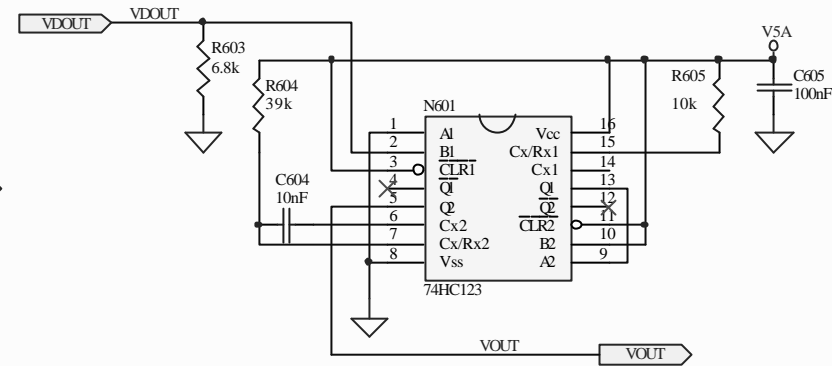 VDOUT
VDOUT
R603
6.8k
R604
39k
V5A
R605
10k
C605
100nF
N601
1
A1
2
B1
3
CLR1
4
Q1
5
Q2
6
Cx2
7
Cx/Rx2
8
Vss
Vcc
16
Cx/Rx1
15
Cx1
14
Q1
13
Q2
12
CLR2
11
B2
10
A2
9
C604
10nF
74HC123
VOUT
VOUT